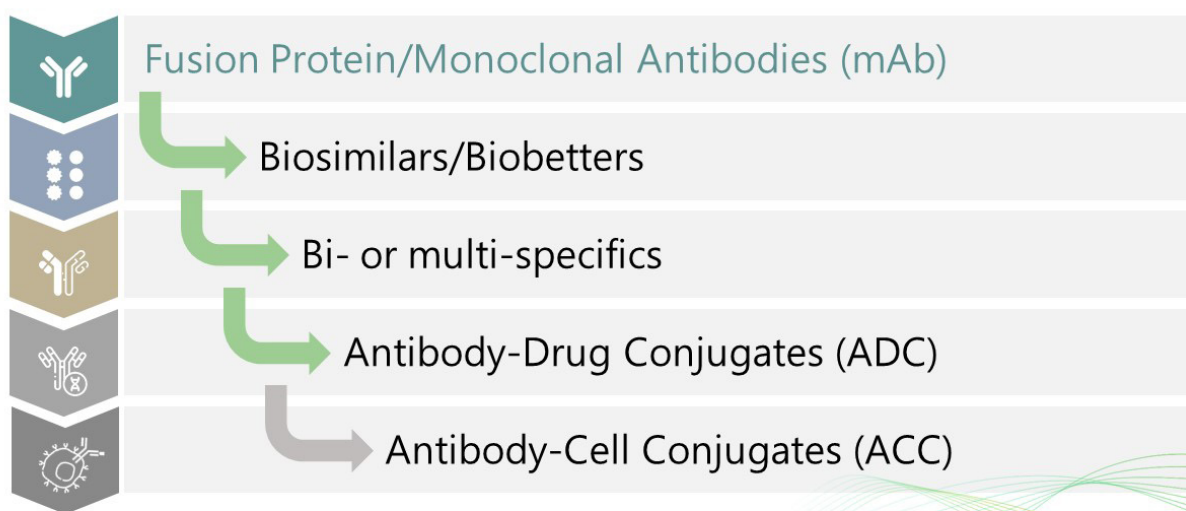 Fusion Protein/Monoclonal Antibodies (mAb)
Biosimilars/Biobetters
Bi- or multi-specifics
Antibody-Drug Conjugates (ADC)
Antibody-Cell Conjugates (ACC)